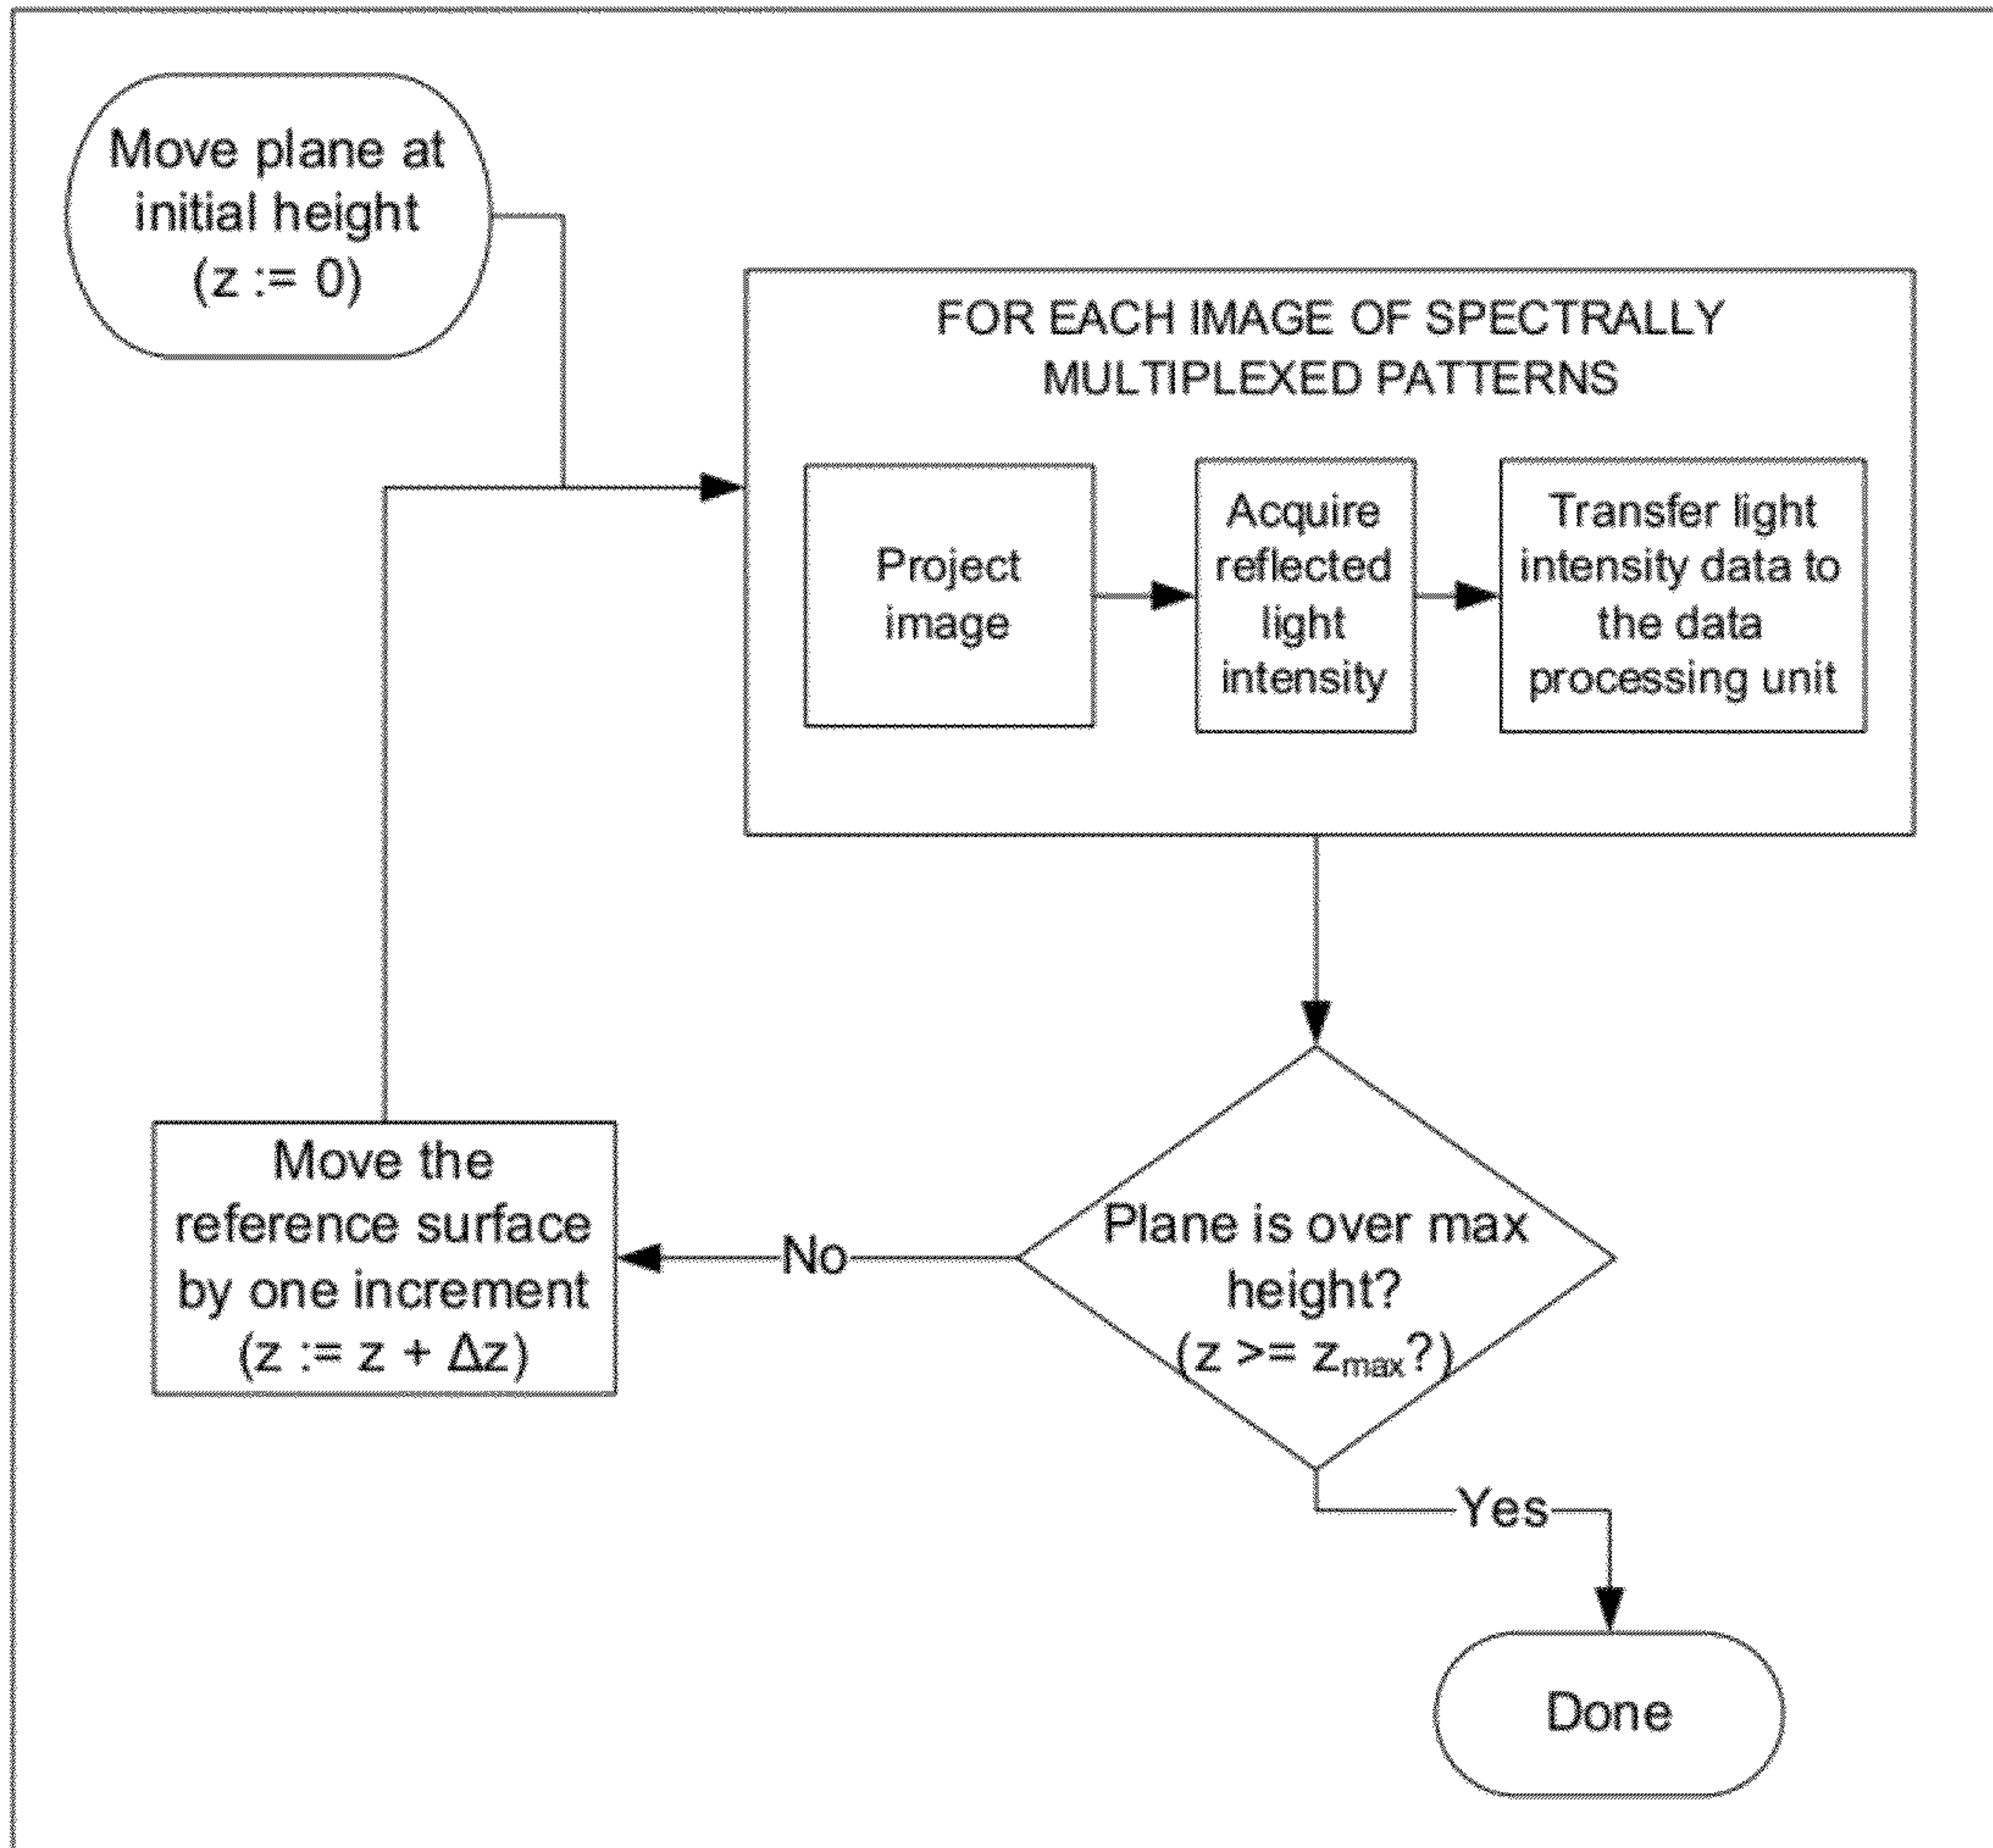 Move plane at
initial height
(z := 0)
FOR EACH IMAGE OF SPECTRALLY
MULTIPLEXED PATTERNS
Project
image
Acquire
reflected
light
intensity
Transfer light
intensity data to
the data
processing unit
Plane is over max
height?
(z >= zmax?)
No
Move the
reference surface
by one increment
(z := z + Δz)
Yes
Done